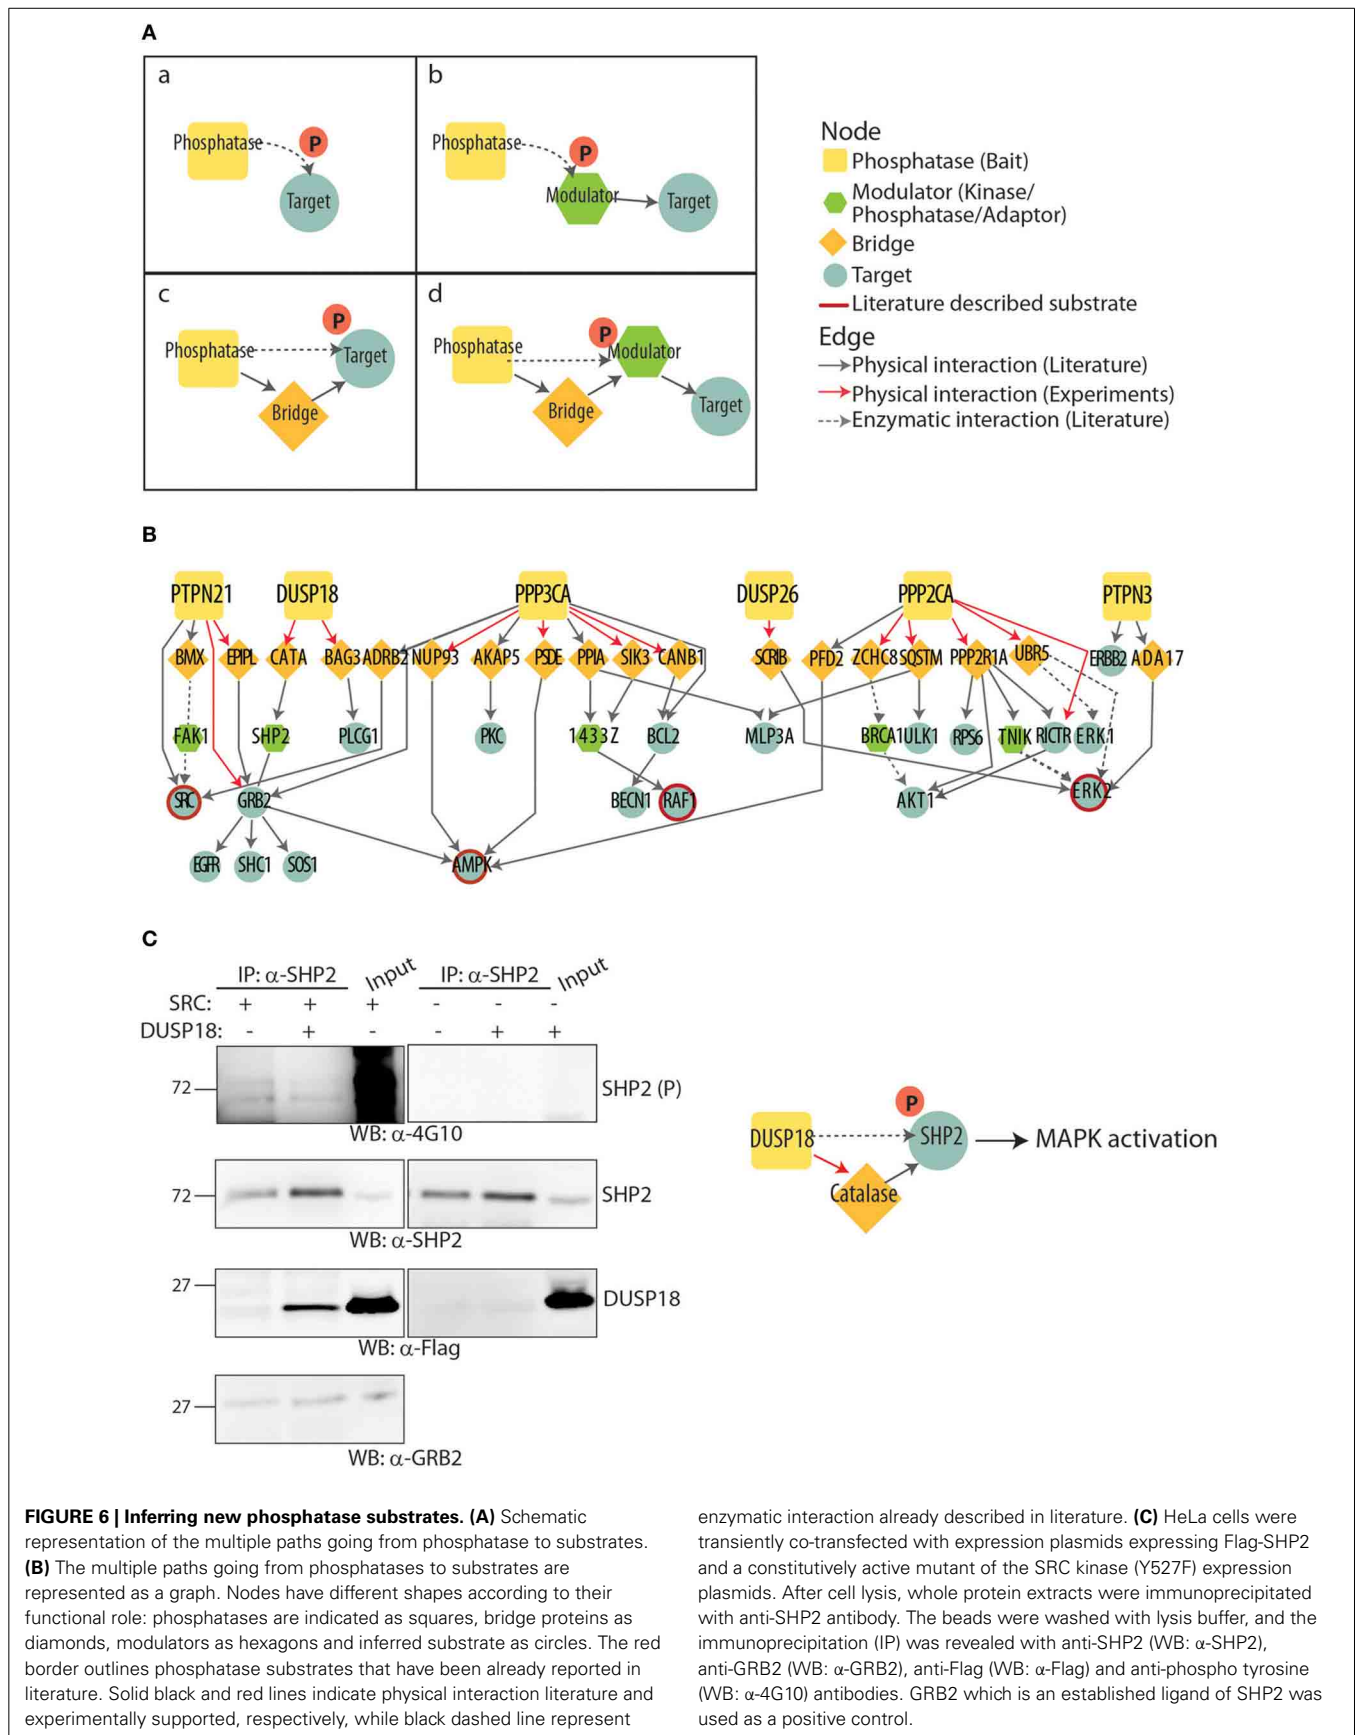 A
a
Phosphatase
P
Target
b
Phosphatase
P
Modulator
Target
c
P
Phosphatase
Target
Bridge
d
P
Phosphatase
Modulator
Bridge
Target
Node
Phosphatase (Bait)
Modulator (Kinase/
Phosphatase/Adaptor)
Bridge
Target
Literature described substrate
Edge
Physical interaction (Literature)
Physical interaction (Experiments)
Enzymatic interaction (Literature)
B
PTPN21 DUSP18 PPP3CA DUSP26 PPP2CA PTPN3
BMX EPIPL CATA BAG3 ADRB2 NUP93 AKAP5 PSDE PPIA SIK3 CANB1 SCRIB PFD2 ZCHC8 SQSTM PPP2R1A UBR5 ERBB2 ADA17
FAK1 SHP2 PLCG1 PKC 1433Z BCL2 MLP3A BRCA1 ULK1 RPS6 TNIK RICTR ERK1
SRC GRB2 BECN1 RAF1 AKT1 ERK2
EGFR SHC1 SOS1 AMPK
C
IP: α-SHP2 Input IP: α-SHP2 Input
SRC: + + + - - -
DUSP18: - + - - + +
72 SHP2 (P)
WB: α-4G10
72 SHP2
WB: α-SHP2
27 DUSP18
WB: α-Flag
27
WB: α-GRB2
P
DUSP18 SHP2 MAPK activation
Catalase
FIGURE 6 | Inferring new phosphatase substrates. (A) Schematic
representation of the multiple paths going from phosphatase to substrates.
(B) The multiple paths going from phosphatases to substrates are
represented as a graph. Nodes have different shapes according to their
functional role: phosphatases are indicated as squares, bridge proteins as
diamonds, modulators as hexagons and inferred substrate as circles. The red
border outlines phosphatase substrates that have been already reported in
literature. Solid black and red lines indicate physical interaction literature and
experimentally supported, respectively, while black dashed line represent
enzymatic interaction already described in literature. (C) HeLa cells were
transiently co-transfected with expression plasmids expressing Flag-SHP2
and a constitutively active mutant of the SRC kinase (Y527F) expression
plasmids. After cell lysis, whole protein extracts were immunoprecipitated
with anti-SHP2 antibody. The beads were washed with lysis buffer, and the
immunoprecipitation (IP) was revealed with anti-SHP2 (WB: α-SHP2),
anti-GRB2 (WB: α-GRB2), anti-Flag (WB: α-Flag) and anti-phospho tyrosine
(WB: α-4G10) antibodies. GRB2 which is an established ligand of SHP2 was
used as a positive control.